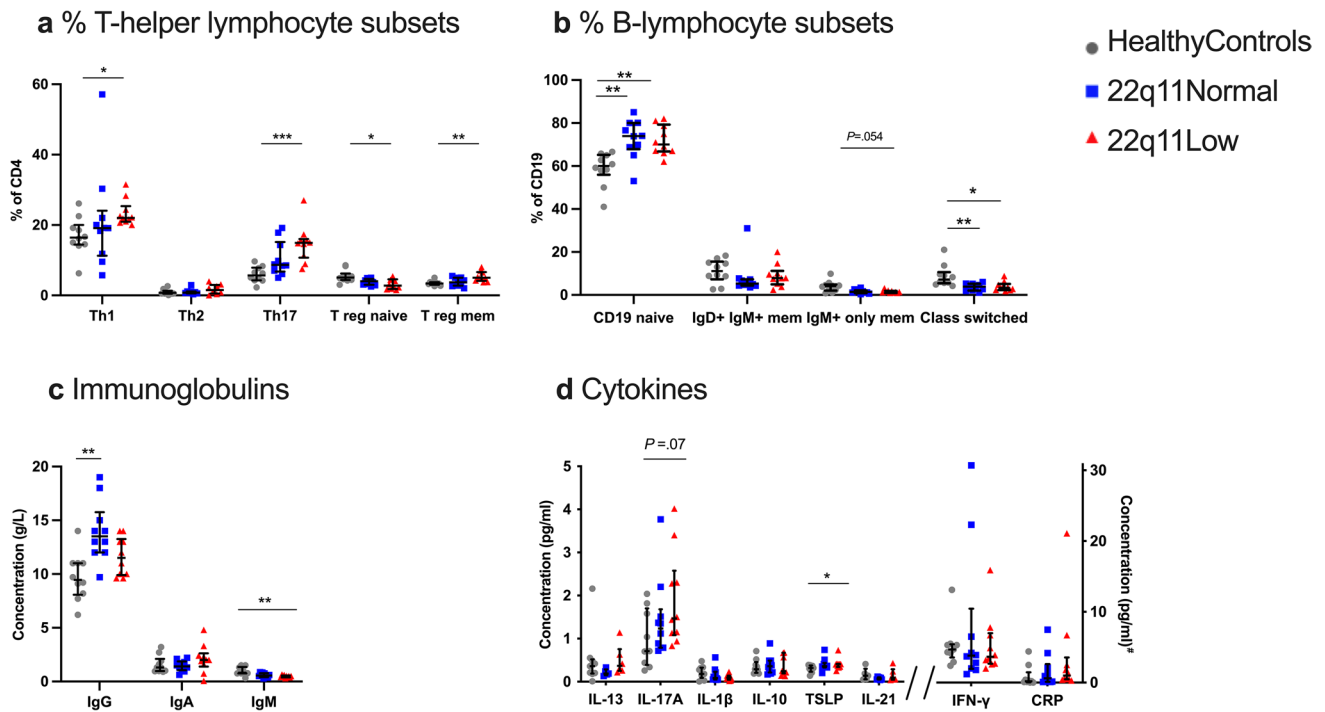 a % T-helper lymphocyte subsets
b % B-lymphocyte subsets
HealthyControls
22q11Normal
22q11Low
% of CD4
60
40
20
0
*
***
*
**
Th1
Th2
Th17
T reg naive
T reg mem
% of CD19
100
80
60
40
20
0
**
**
P=.054
*
**
CD19 naive
IgD+ IgM+ mem
IgM+ only mem
Class switched
c Immunoglobulins
d Cytokines
Concentration (g/L)
20
15
10
5
0
**
**
IgG
IgA
IgM
Concentration (pg/ml)
5
4
3
2
1
0
P =.07
*
IL-13
IL-17A
IL-1β
IL-10
TSLP
IL-21
IFN-γ
CRP
30
20
10
0
Concentration (pg/ml)#